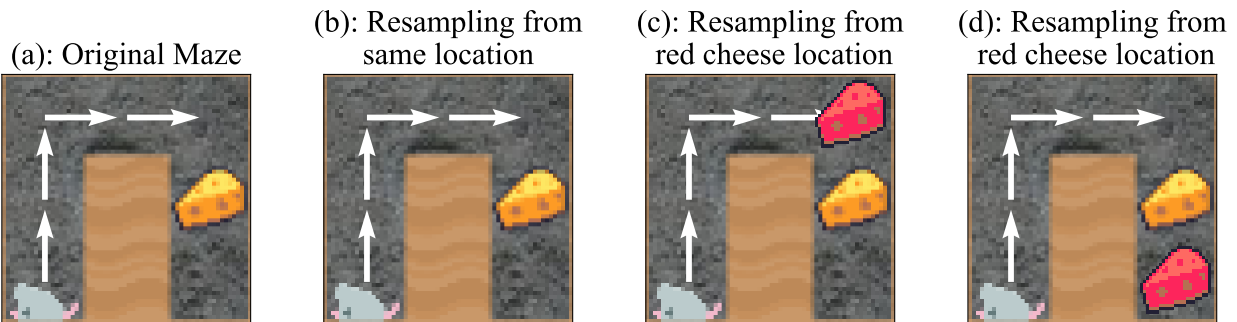 (a): Original Maze
(b): Resampling from
same location
(c): Resampling from
red cheese location
(d): Resampling from
red cheese location